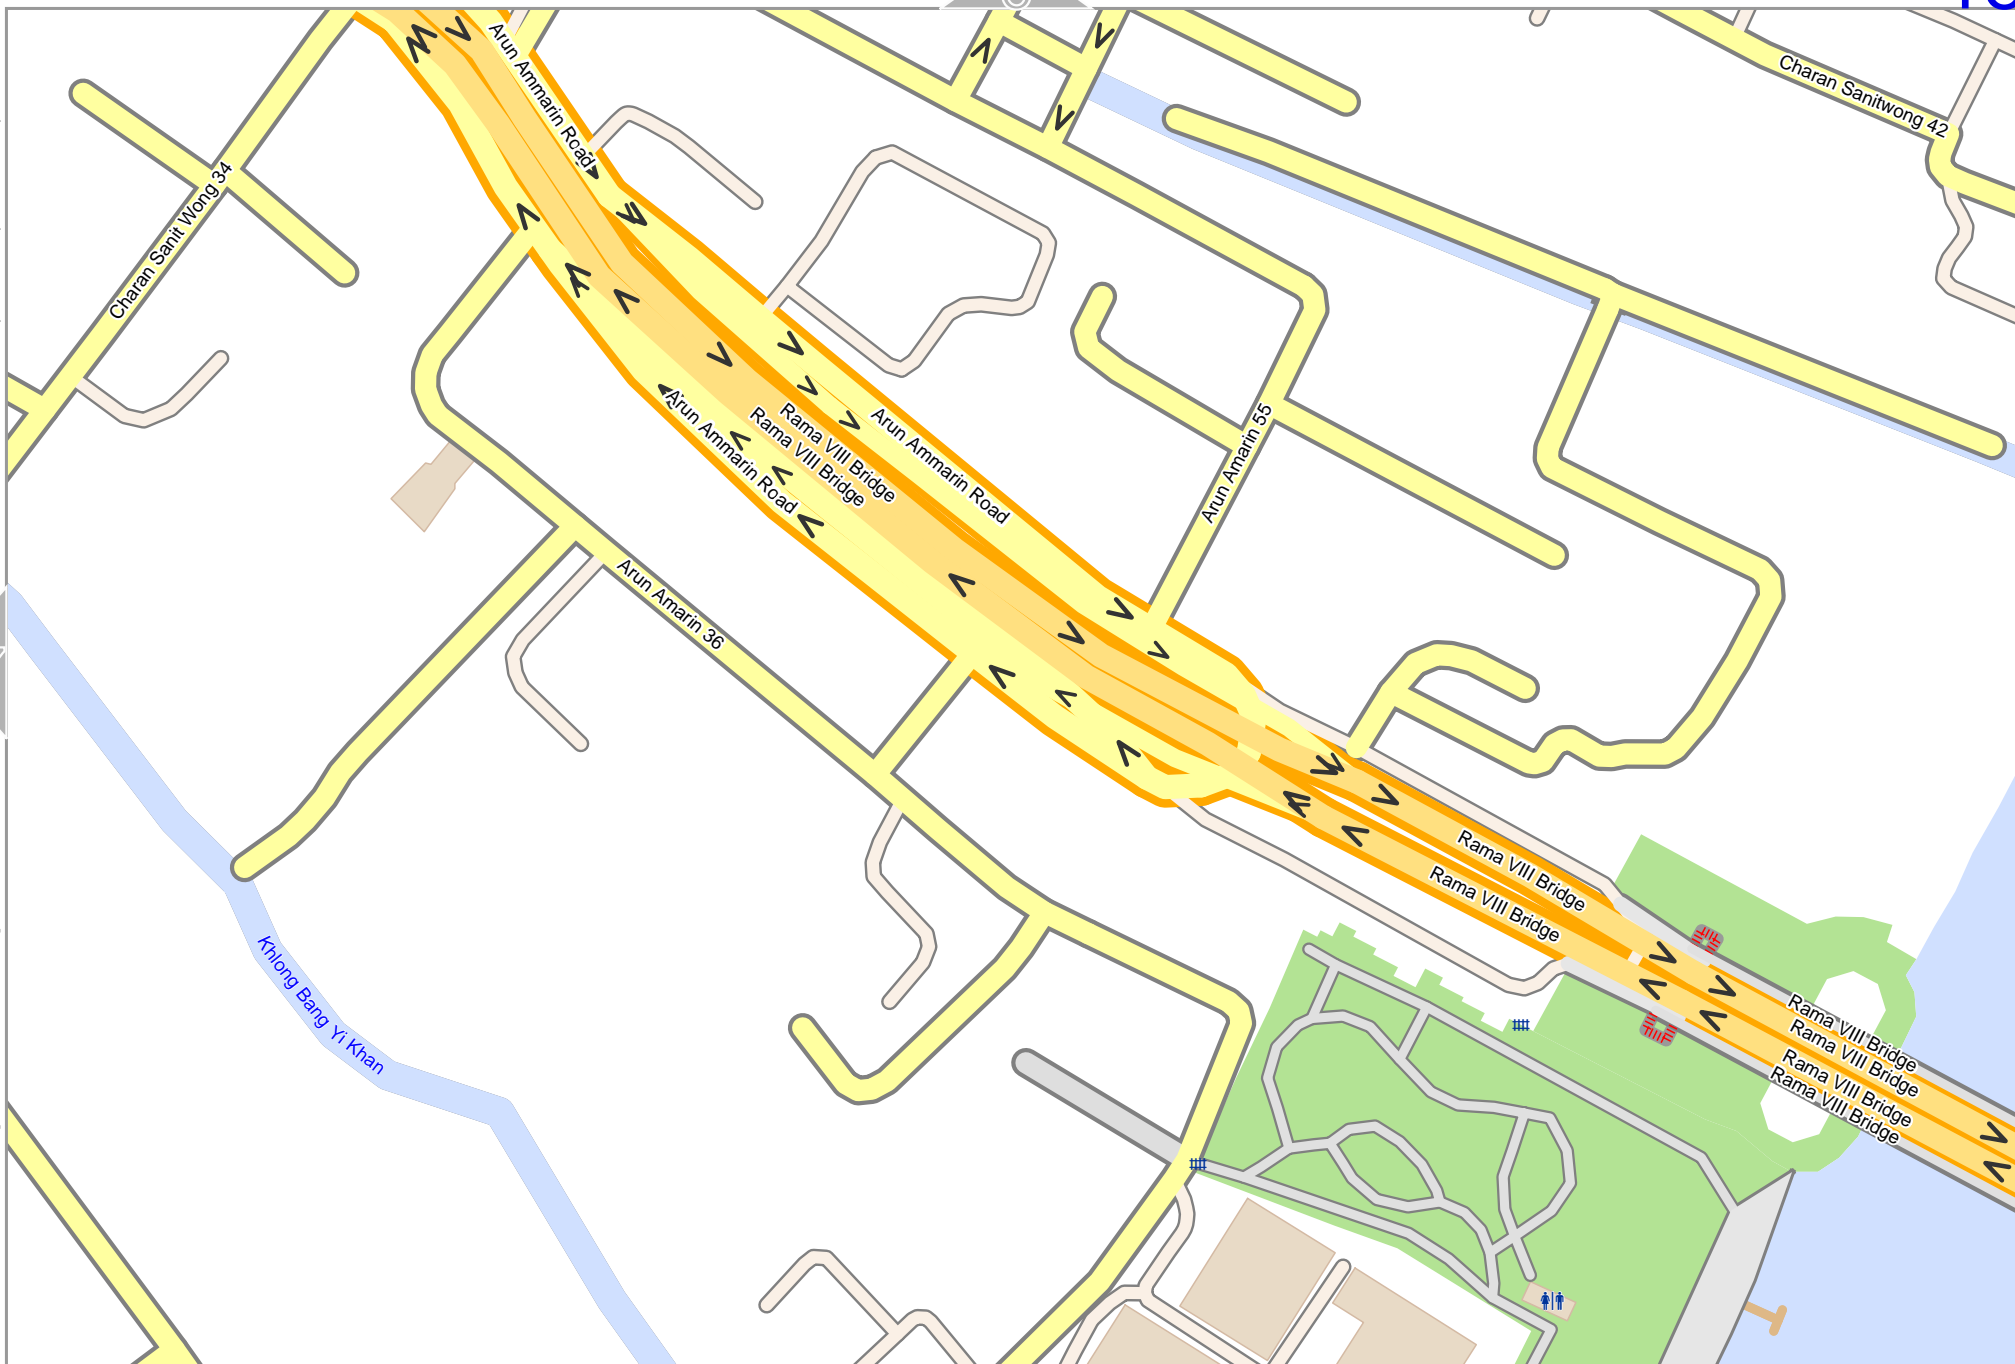 Arun Ammarin Road
Charan Sanitwong 42
Charan Sanit Wong 34
Arun Amarin 55
Arun Ammarin Road
Rama VIII Bridge
Rama VIII Bridge
Arun Ammarin Road
Arun Amarin 36
Rama VIII Bridge
Rama VIII Bridge
Khlong Bang Yi Khan
Rama VIII Bridge
Rama VIII Bridge
Rama VIII Bridge
Rama VIII Bridge